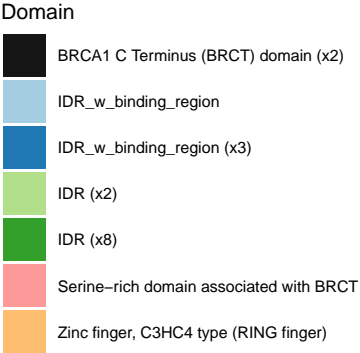 Domain
BRCA1 C Terminus (BRCT) domain (x2)
IDR_w_binding_region
IDR_w_binding_region (x3)
IDR (x2)
IDR (x8)
Serine−rich domain associated with BRCT
Zinc finger, C3HC4 type (RING finger)